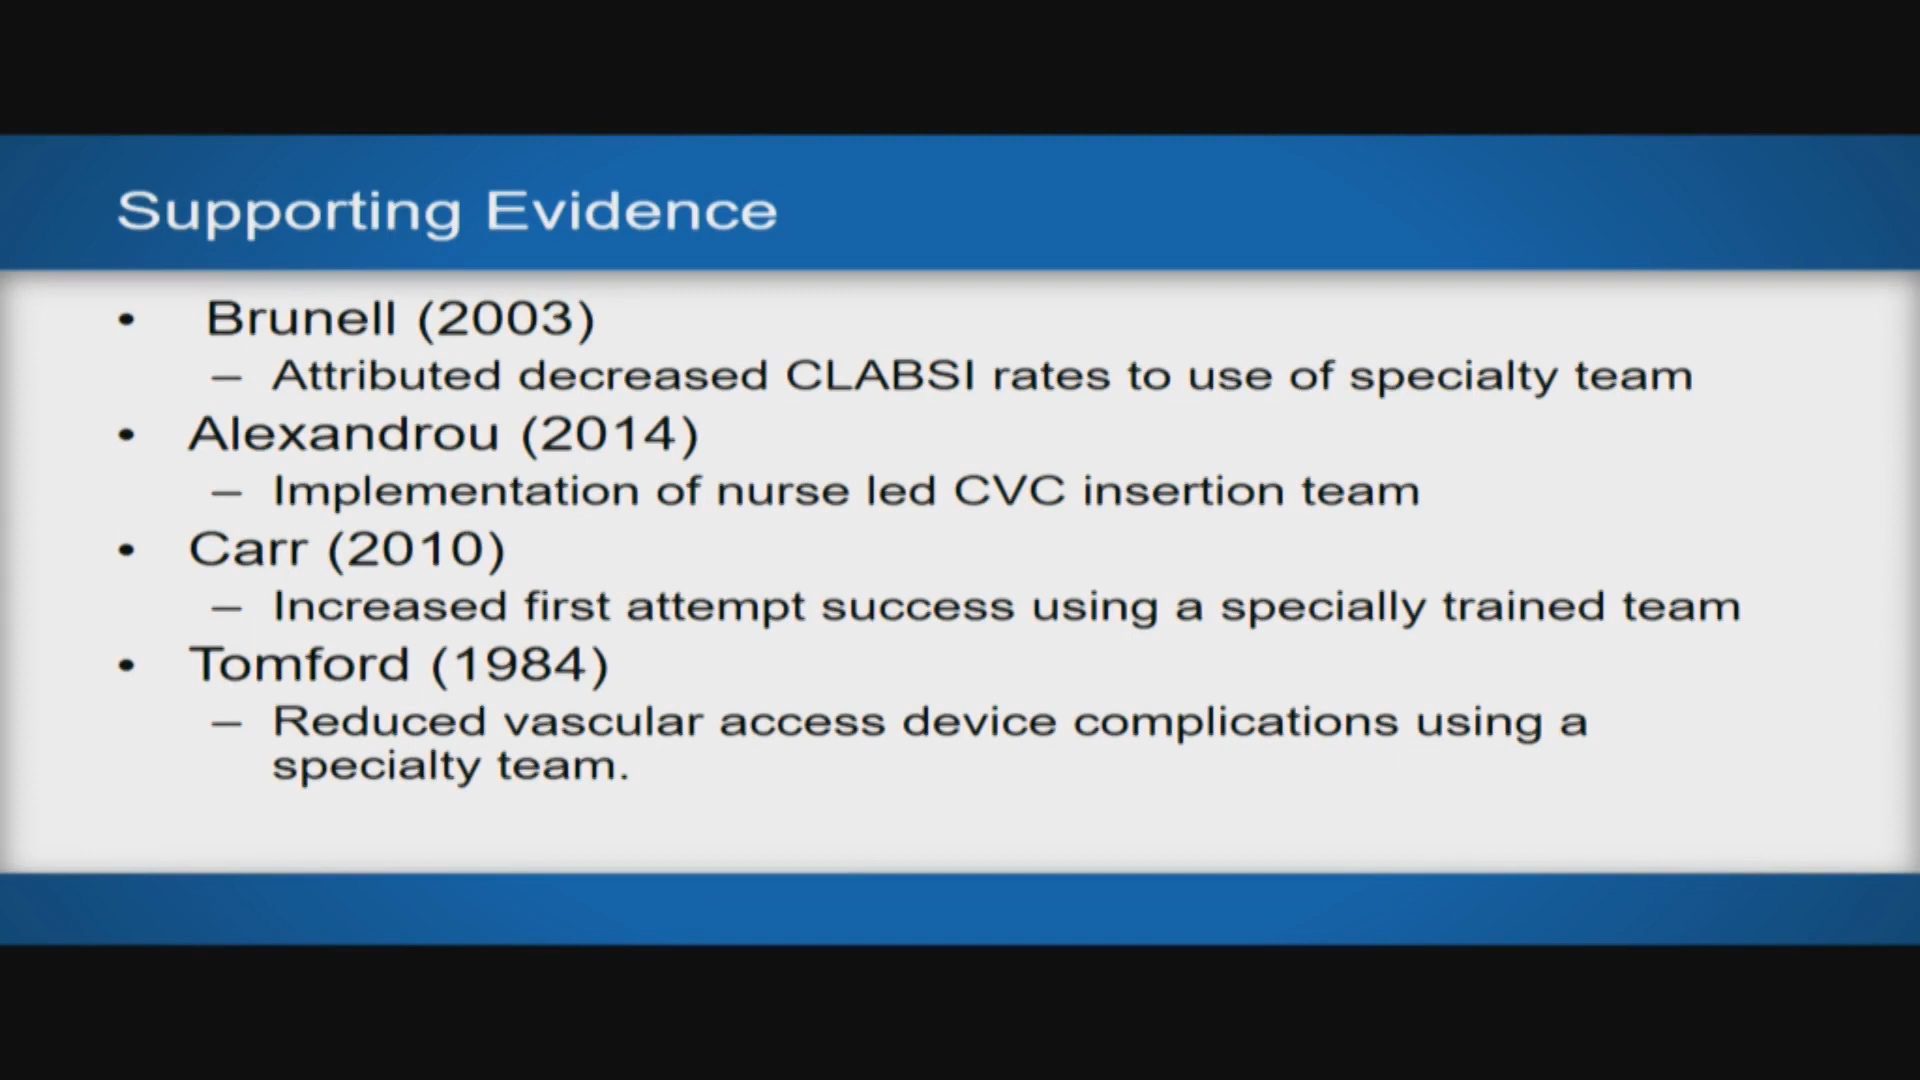 Supporting Evidence
• Brunell (2003)
– Attributed decreased CLABSI rates to use of specialty team
• Alexandrou (2014)
– Implementation of nurse led CVC insertion team
• Carr (2010)
– Increased first attempt success using a specially trained team
• Tomford (1984)
– Reduced vascular access device complications using a
specialty team.